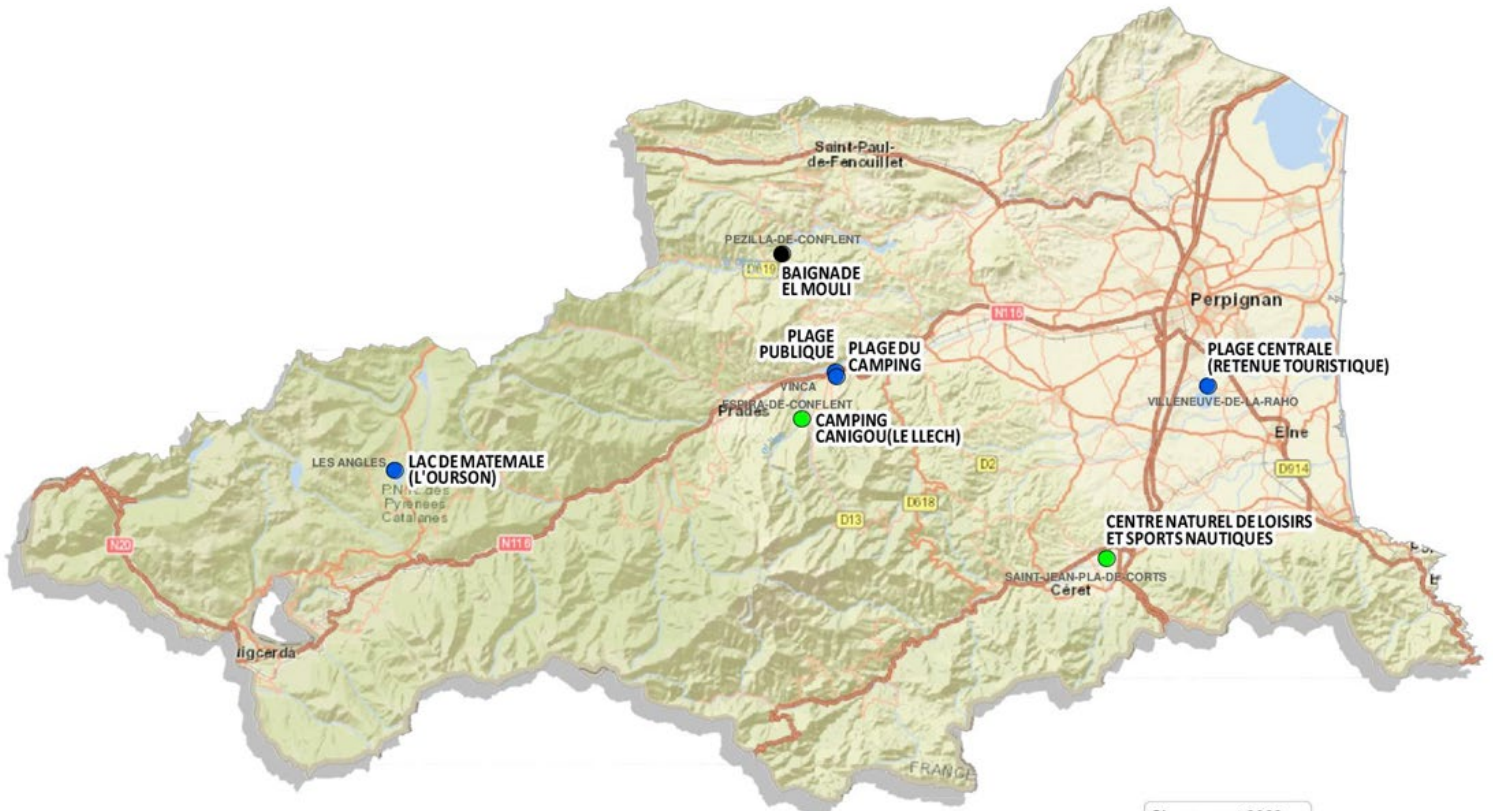 Saint-Paul-
de-Fenouillet
PEZILLA-DE-CONFLENT
D619
BAIGNADE
EL MOULI
Perpignan
N116
PLAGE
PUBLIQUE
PLAGE DU
CAMPING
VINCA
PLAGE CENTRALE
(RETENUE TOURISTIQUE)
VILLENEUVE-DE-LA-RAHO
ESPIRA-DE-CONFLENT
Prades
CAMPING
CANIGOU(LE LLECH)
Elne
D914
LES ANGLES
LAC DE MATEMALE
(L'OURSON)
Pyrenees
Catalanes
D2
D618
D13
CENTRE NATUREL DE LOISIRS
ET SPORTS NAUTIQUES
N20
N116
SAINT-JEAN-PLA-DE-CORTS
Céret
igcerda
FRANCE